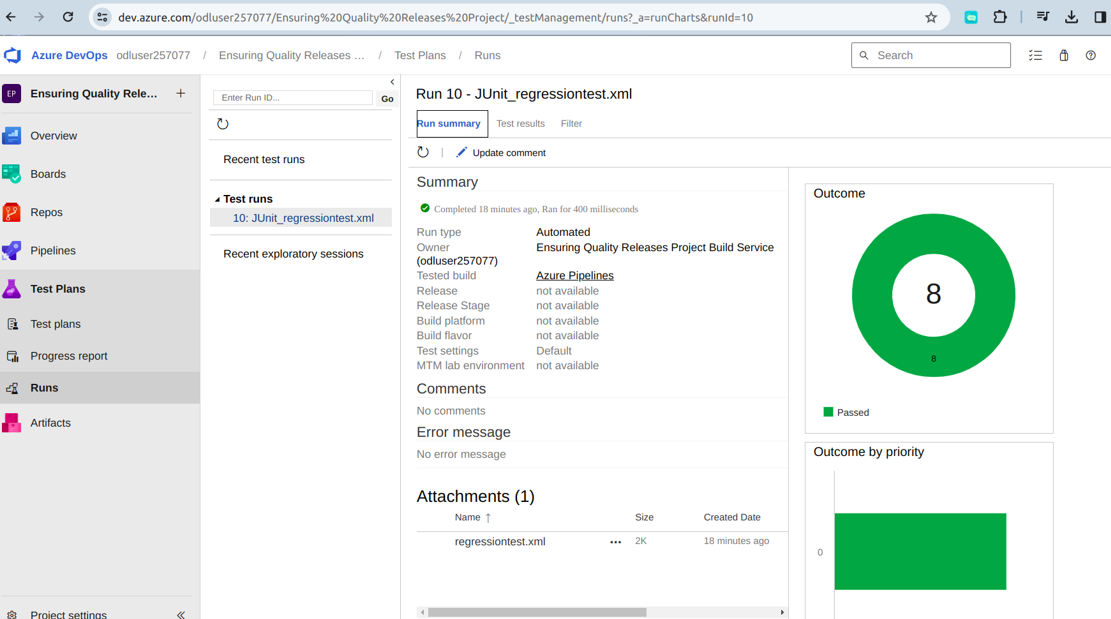 dev.azure.com/odluser257077/Ensuring%20Quality%20Releases%20Project/_testManagement/runs?_a=runCharts&runId=10
Azure DevOps odluser257077 / Ensuring Quality Releases ... / Test Plans / Runs
Search
EP Ensuring Quality Rele... +
Overview
Boards
Repos
Pipelines
Test Plans
Test plans
Progress report
Runs
Artifacts
Project settings
Enter Run ID...
Go
Recent test runs
Test runs
10: JUnit_regressiontest.xml
Recent exploratory sessions
Run 10 - JUnit_regressiontest.xml
Run summary Test results Filter
Update comment
Summary
Completed 18 minutes ago, Ran for 400 milliseconds
Run type Automated
Owner Ensuring Quality Releases Project Build Service
(odluser257077)
Tested build Azure Pipelines
Release not available
Release Stage not available
Build platform not available
Build flavor not available
Test settings Default
MTM lab environment not available
Comments
No comments
Error message
No error message
Attachments (1)
Name ↑ Size Created Date
regressiontest.xml ... 2K 18 minutes ago
Outcome
8
8
Passed
Outcome by priority
0